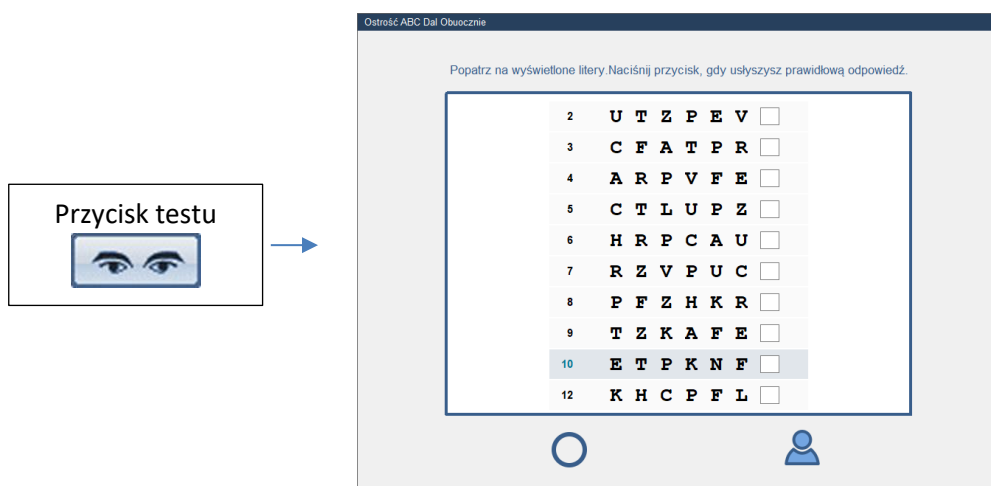 Ostrość ABC Dal Obuocznie
Popatrz na wyświetlone litery.Naciśnij przycisk, gdy usłyszysz prawidłową odpowiedź.
Przycisk testu
2 U T Z P E V
3 C F A T P R
4 A R P V F E
5 C T L U P Z
6 H R P C A U
7 R Z V P U C
8 P F Z H K R
9 T Z K A F E
10 E T P K N F
12 K H C P F L